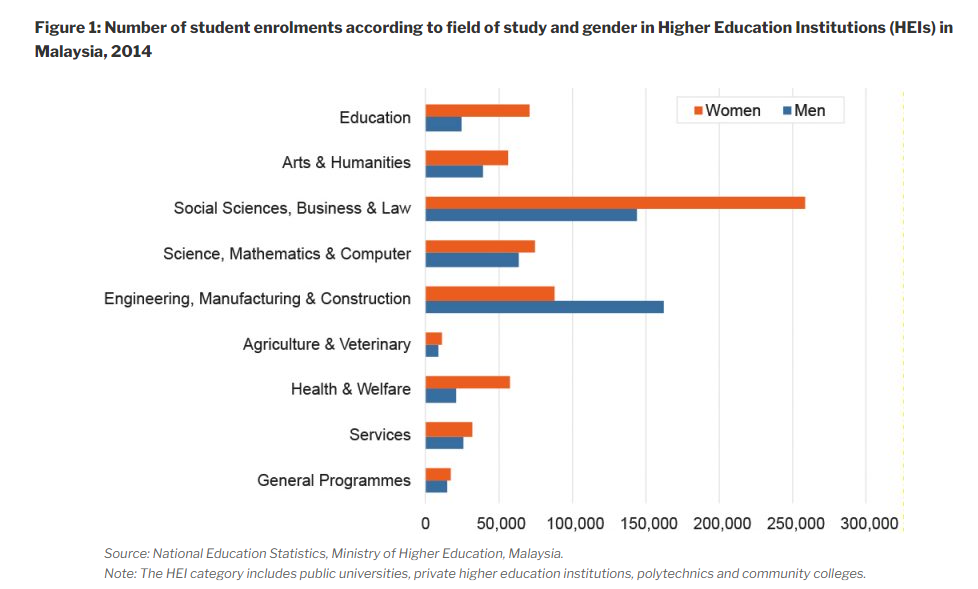 Figure 1: Number of student enrolments according to field of study and gender in Higher Education Institutions (HEIs) in
Malaysia, 2014
Women Men
Education
Arts & Humanities
Social Sciences, Business & Law
Science, Mathematics & Computer
Engineering, Manufacturing & Construction
Agriculture & Veterinary
Health & Welfare
Services
General Programmes
0 50,000 100,000 150,000 200,000 250,000 300,000
Source: National Education Statistics, Ministry of Higher Education, Malaysia.
Note: The HEI category includes public universities, private higher education institutions, polytechnics and community colleges.